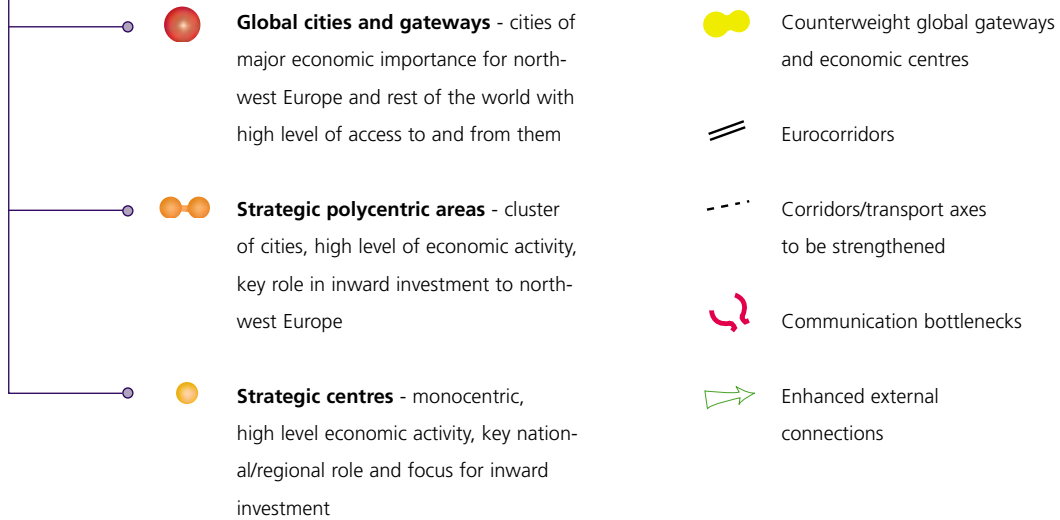 Global cities and gateways - cities of
major economic importance for north-
west Europe and rest of the world with
high level of access to and from them
Strategic polycentric areas - cluster
of cities, high level of economic activity,
key role in inward investment to north-
west Europe
Strategic centres - monocentric,
high level economic activity, key nation-
al/regional role and focus for inward
investment
Counterweight global gateways
and economic centres
Eurocorridors
Corridors/transport axes
to be strengthened
Communication bottlenecks
Enhanced external
connections